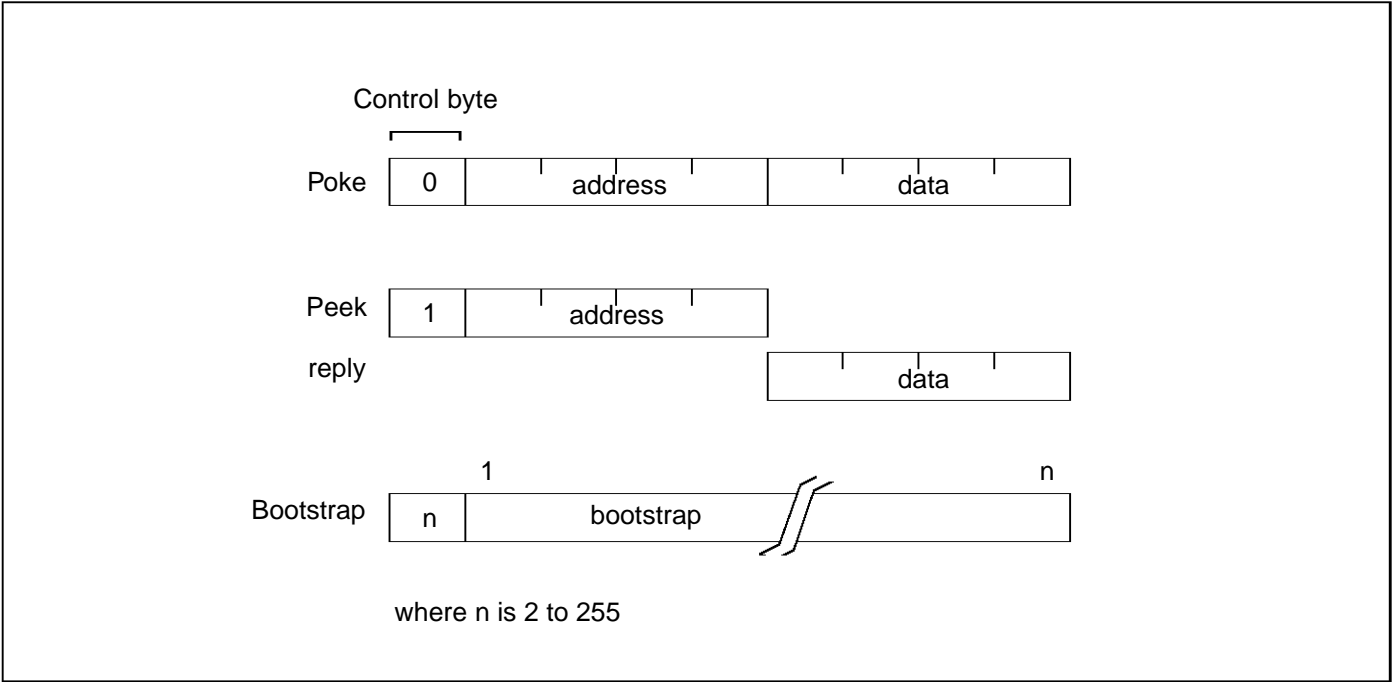 Control byte
Poke 0 address data
Peek 1 address
reply data
1 n
Bootstrap n bootstrap
where n is 2 to 255